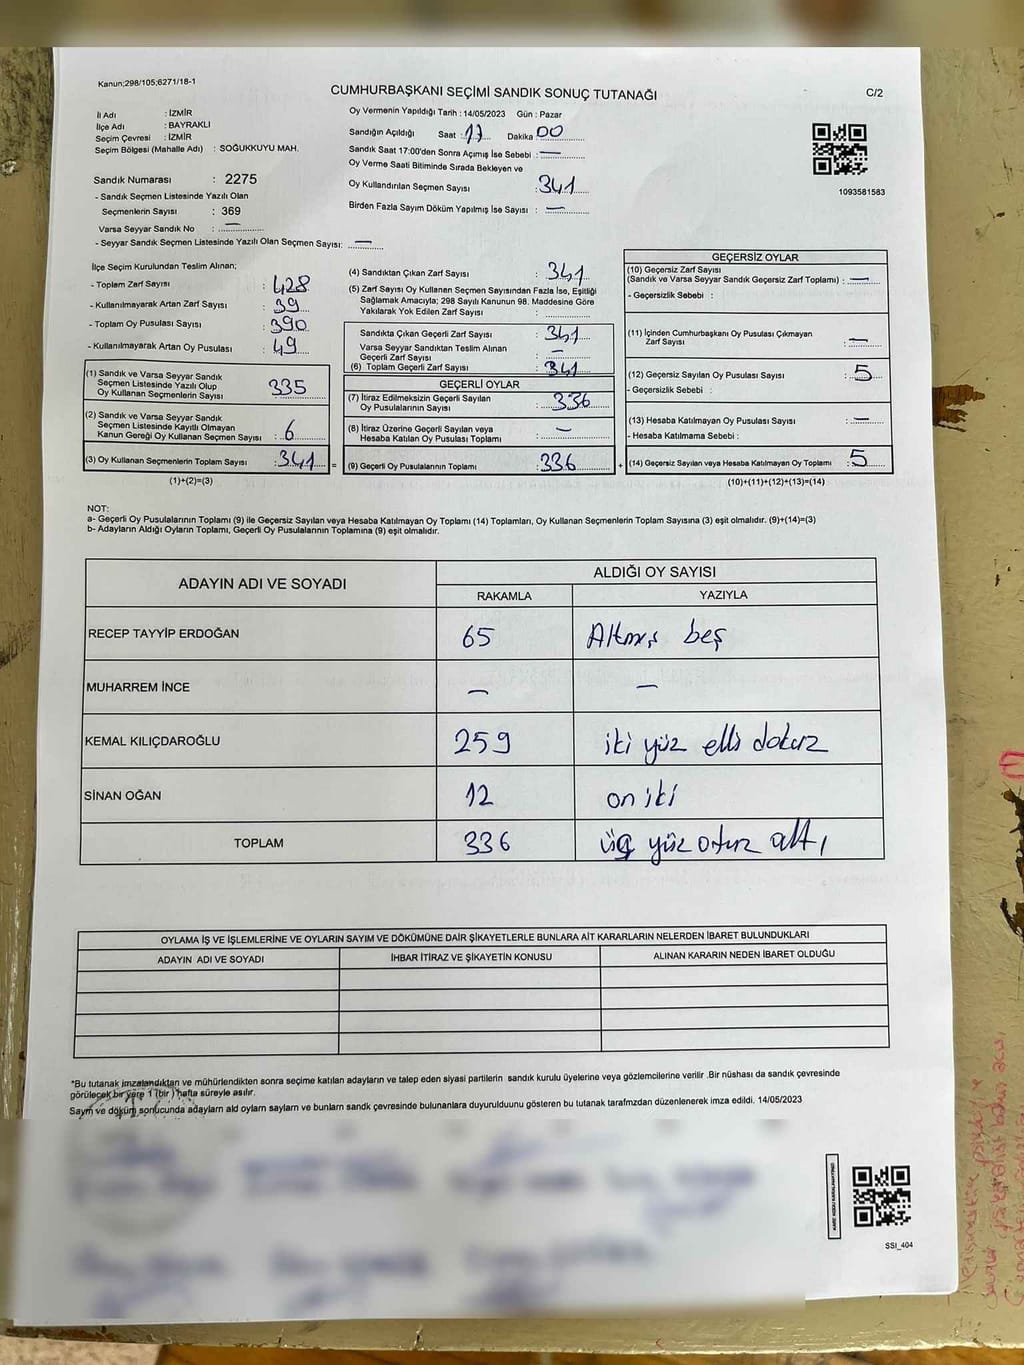 Kanun;298/105;6271/18-1
CUMHURBAŞKANI SEÇİMİ SANDIK SONUÇ TUTANAĞI
C/2
İl Adı : İZMİR
İlçe Adı : BAYRAKLI
Seçim Çevresi : İZMİR
Seçim Bölgesi (Mahalle Adı) : SOĞUKKUYU MAH.
Sandık Numarası : 2275
- Sandık Seçmen Listesinde Yazılı Olan
Seçmenlerin Sayısı : 369
Varsa Seyyar Sandık No : —
- Seyyar Sandık Seçmen Listesinde Yazılı Olan Seçmen Sayısı: —
Oy Vermenin Yapıldığı Tarih : 14/05/2023 Gün : Pazar
Sandığın Açıldığı Saat : 17 Dakika 00
Sandık Saat 17:00'den Sonra Açımış İse Sebebi : —
Oy Verme Saati Bitiminde Sırada Bekleyen ve
Oy Kullandırılan Seçmen Sayısı : 341
Birden Fazla Sayım Döküm Yapılmış İse Sayısı : —
1093581583
İlçe Seçim Kurulundan Teslim Alınan;
- Toplam Zarf Sayısı : 428
- Kullanılmayarak Artan Zarf Sayısı : 39
- Toplam Oy Pusulası Sayısı : 390
- Kullanılmayarak Artan Oy Pusulası : 49
(1) Sandık ve Varsa Seyyar Sandık
Seçmen Listesinde Yazılı Olup
Oy Kullanan Seçmenlerin Sayısı 335
(2) Sandık ve Varsa Seyyar Sandık
Seçmen Listesinde Kayıtlı Olmayan
Kanun Gereği Oy Kullanan Seçmen Sayısı : 6
(3) Oy Kullanan Seçmenlerin Toplam Sayısı : 341 =
(1)+(2)=(3)
(4) Sandıktan Çıkan Zarf Sayısı : 341
(5) Zarf Sayısı Oy Kullanan Seçmen Sayısından Fazla İse, Eşitliği
Sağlamak Amacıyla; 298 Sayılı Kanunun 98. Maddesine Göre
Yakılarak Yok Edilen Zarf Sayısı :
Sandıkta Çıkan Geçerli Zarf Sayısı : 341
Varsa Seyyar Sandıktan Teslim Alınan
Geçerli Zarf Sayısı : —
(6) Toplam Geçerli Zarf Sayısı : 341
GEÇERLİ OYLAR
(7) İtiraz Edilmeksizin Geçerli Sayılan
Oy Pusulalarının Sayısı : 336
(8) İtiraz Üzerine Geçerli Sayılan veya
Hesaba Katılan Oy Pusulası Toplamı : —
(9) Geçerli Oy Pusulalarının Toplamı : 336 +
GEÇERSİZ OYLAR
(10) Geçersiz Zarf Sayısı
(Sandık ve Varsa Seyyar Sandık Geçersiz Zarf Toplamı) : —
- Geçersizlik Sebebi :
(11) İçinden Cumhurbaşkanı Oy Pusulası Çıkmayan
Zarf Sayısı : —
(12) Geçersiz Sayılan Oy Pusulası Sayısı : 5
- Geçersizlik Sebebi :
(13) Hesaba Katılmayan Oy Pusulası : —
- Hesaba Katılmama Sebebi :
(14) Geçersiz Sayılan veya Hesaba Katılmayan Oy Toplamı : 5
(10)+(11)+(12)+(13)=(14)
NOT:
a- Geçerli Oy Pusulalarının Toplamı (9) ile Geçersiz Sayılan veya Hesaba Katılmayan Oy Toplamı (14) Toplamları, Oy Kullanan Seçmenlerin Toplam Sayısına (3) eşit olmalıdır. (9)+(14)=(3)
b- Adayların Aldığı Oyların Toplamı, Geçerli Oy Pusulalarının Toplamına (9) eşit olmalıdır.
ADAYIN ADI VE SOYADI ALDIĞI OY SAYISI
RAKAMLA YAZIYLA
RECEP TAYYİP ERDOĞAN 65 Altmış beş
MUHARREM İNCE — —
KEMAL KILIÇDAROĞLU 259 iki yüz elli dokuz
SİNAN OĞAN 12 on iki
TOPLAM 336 üç yüz otuz altı
OYLAMA İŞ VE İŞLEMLERİNE VE OYLARIN SAYIM VE DÖKÜMÜNE DAİR ŞİKAYETLERLE BUNLARA AİT KARARLARIN NELERDEN İBARET BULUNDUKLARI
ADAYIN ADI VE SOYADI İHBAR İTİRAZ VE ŞİKAYETİN KONUSU ALINAN KARARIN NEDEN İBARET OLDUĞU
*Bu tutanak imzalandıktan ve mühürlendikten sonra seçime katılan adayların ve talep eden siyasi partilerin sandık kurulu üyelerine veya gözlemcilerine verilir .Bir nüshası da sandık çevresinde
görülecek bir yere 1 (bir ) hafta süreyle asılır.
Sayım ve döküm sonucunda adayların ald oyların saylarn ve bunların sandk çevresinde bulunanlara duyurulduunu gösteren bu tutanak tarafmzdan düzenlenerek imza edildi. 14/05/2023
SSI_404